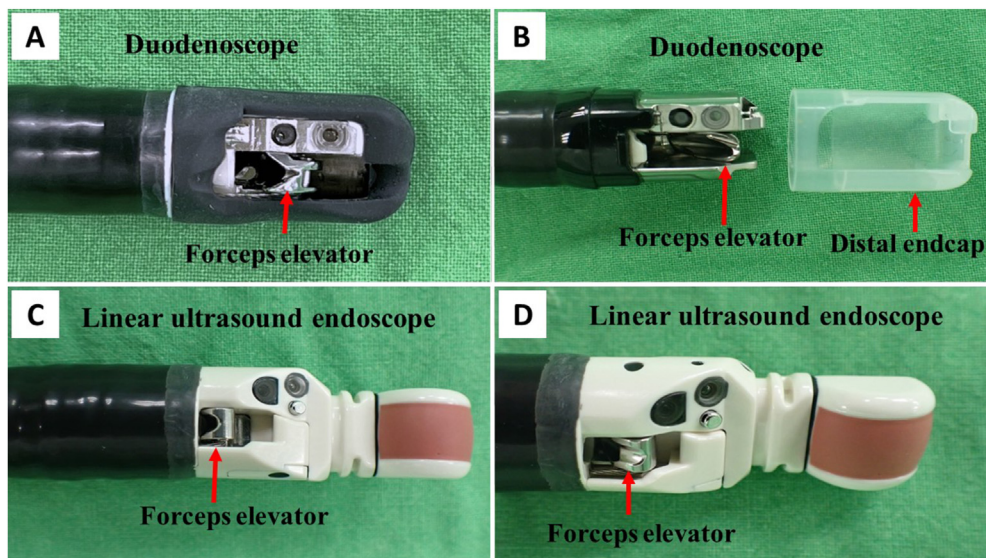 A
Duodenoscope
Forceps elevator
B
Duodenoscope
Forceps elevator
Distal endcap
C
Linear ultrasound endoscope
Forceps elevator
D
Linear ultrasound endoscope
Forceps elevator